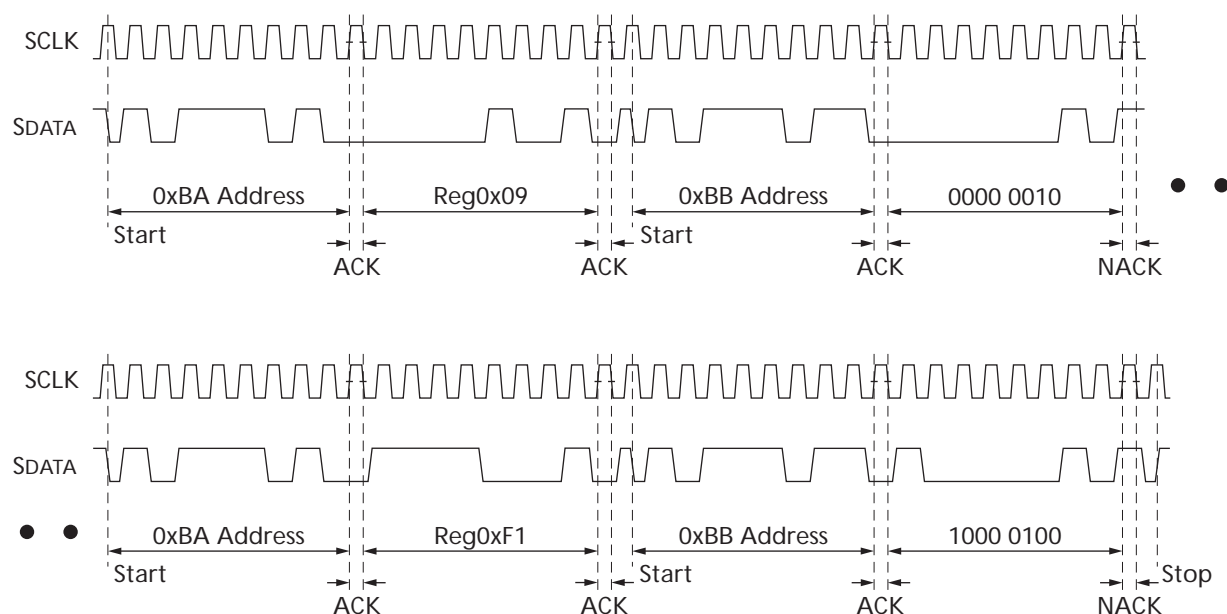 SCLK
SDATA
0xBA Address Reg0x09 0xBB Address 0000 0010
Start Start
ACK ACK ACK NACK
SCLK
SDATA
0xBA Address Reg0xF1 0xBB Address 1000 0100
Start Start Stop
ACK ACK ACK NACK